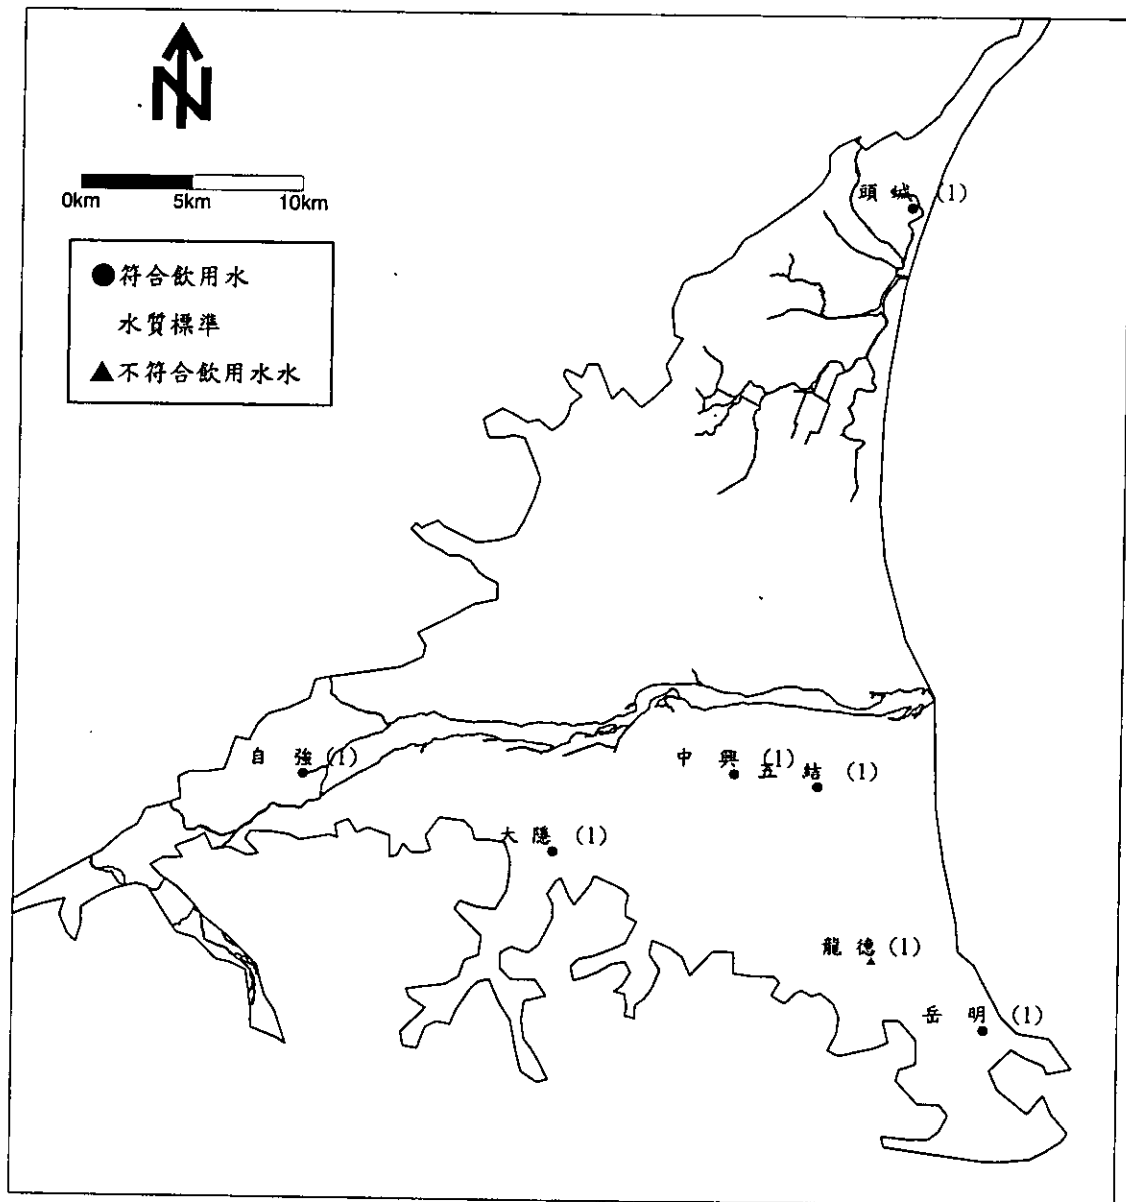 N
0km 5km 10km
●符合飲用水
水質標準
▲不符合飲用水水
頭城 (1)
自強 (1)
中興 (1)
五結 (1)
大隱 (1)
龍德 (1)
岳明 (1)